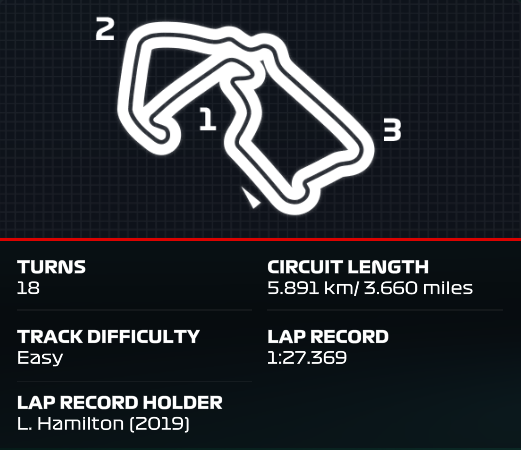 2
1
3
TURNS
18
CIRCUIT LENGTH
5.891 km/ 3.660 miles
TRACK DIFFICULTY
Easy
LAP RECORD
1:27.369
LAP RECORD HOLDER
L. Hamilton (2019)